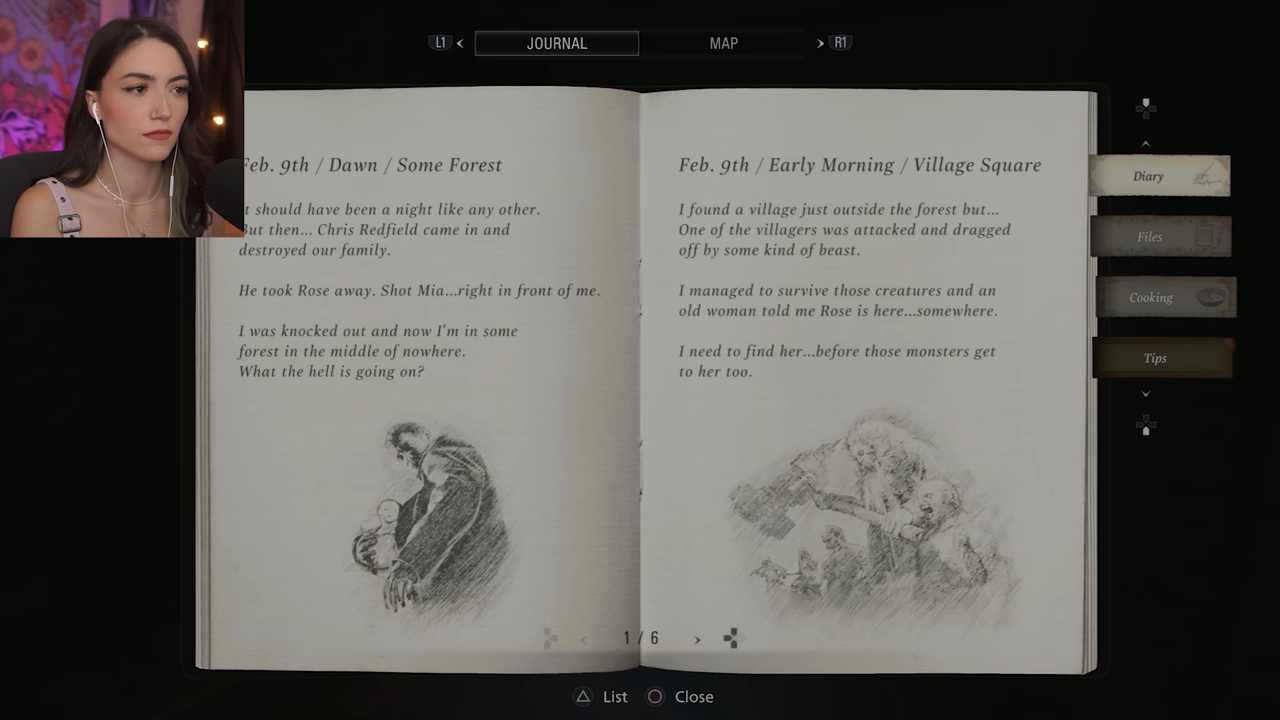 L1
JOURNAL
MAP
R1
Feb. 9th / Dawn / Some Forest
It should have been a night like any other.
But then... Chris Redfield came in and
destroyed our family.
He took Rose away. Shot Mia...right in front of me.
I was knocked out and now I'm in some
forest in the middle of nowhere.
What the hell is going on?
Feb. 9th / Early Morning / Village Square
I found a village just outside the forest but...
One of the villagers was attacked and dragged
off by some kind of beast.
I managed to survive those creatures and an
old woman told me Rose is here...somewhere.
I need to find her...before those monsters get
to her too.
Diary
Files
Cooking
Tips
1 / 6
List
Close